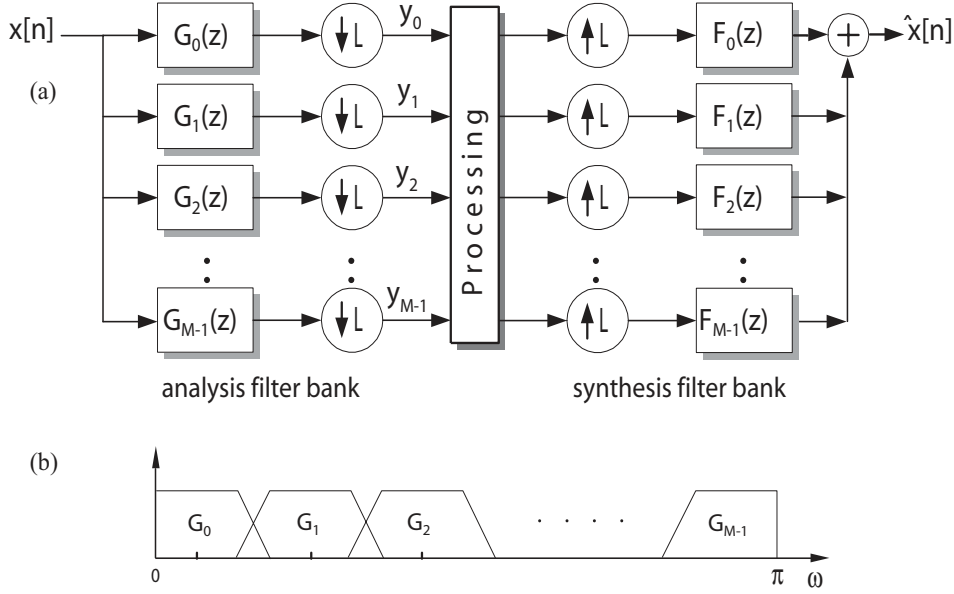 x[n] G₀(z) ↓L y₀ ↑L F₀(z) + x̂[n]
(a)
G₁(z) ↓L y₁ ↑L F₁(z)
G₂(z) ↓L y₂ ↑L F₂(z)
Processing
G_{M-1}(z) ↓L y_{M-1} ↑L F_{M-1}(z)
analysis filter bank synthesis filter bank
(b)
G₀ G₁ G₂ . . . . G_{M-1}
0 π ω